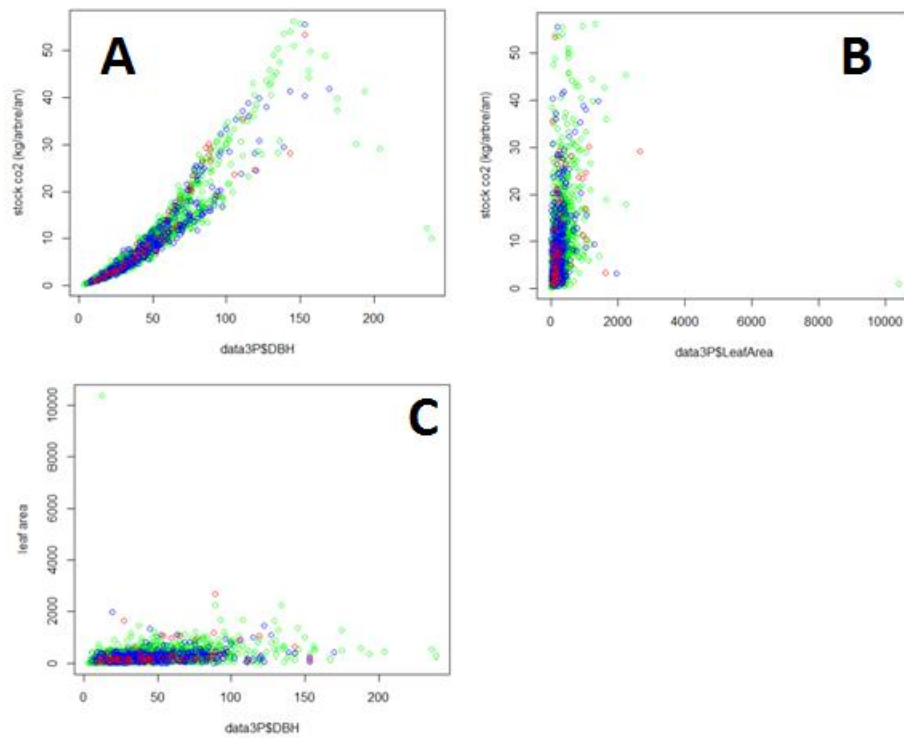 A
stock co2 (kg/arbre/an)
50
40
30
20
10
0
0 50 100 150 200
data3P$DBH
B
stock co2 (kg/arbre/an)
50
40
30
20
10
0
0 2000 4000 6000 8000 10000
data3P$LeafArea
C
leaf area
10000
8000
6000
4000
2000
0
0 50 100 150 200
data3P$DBH